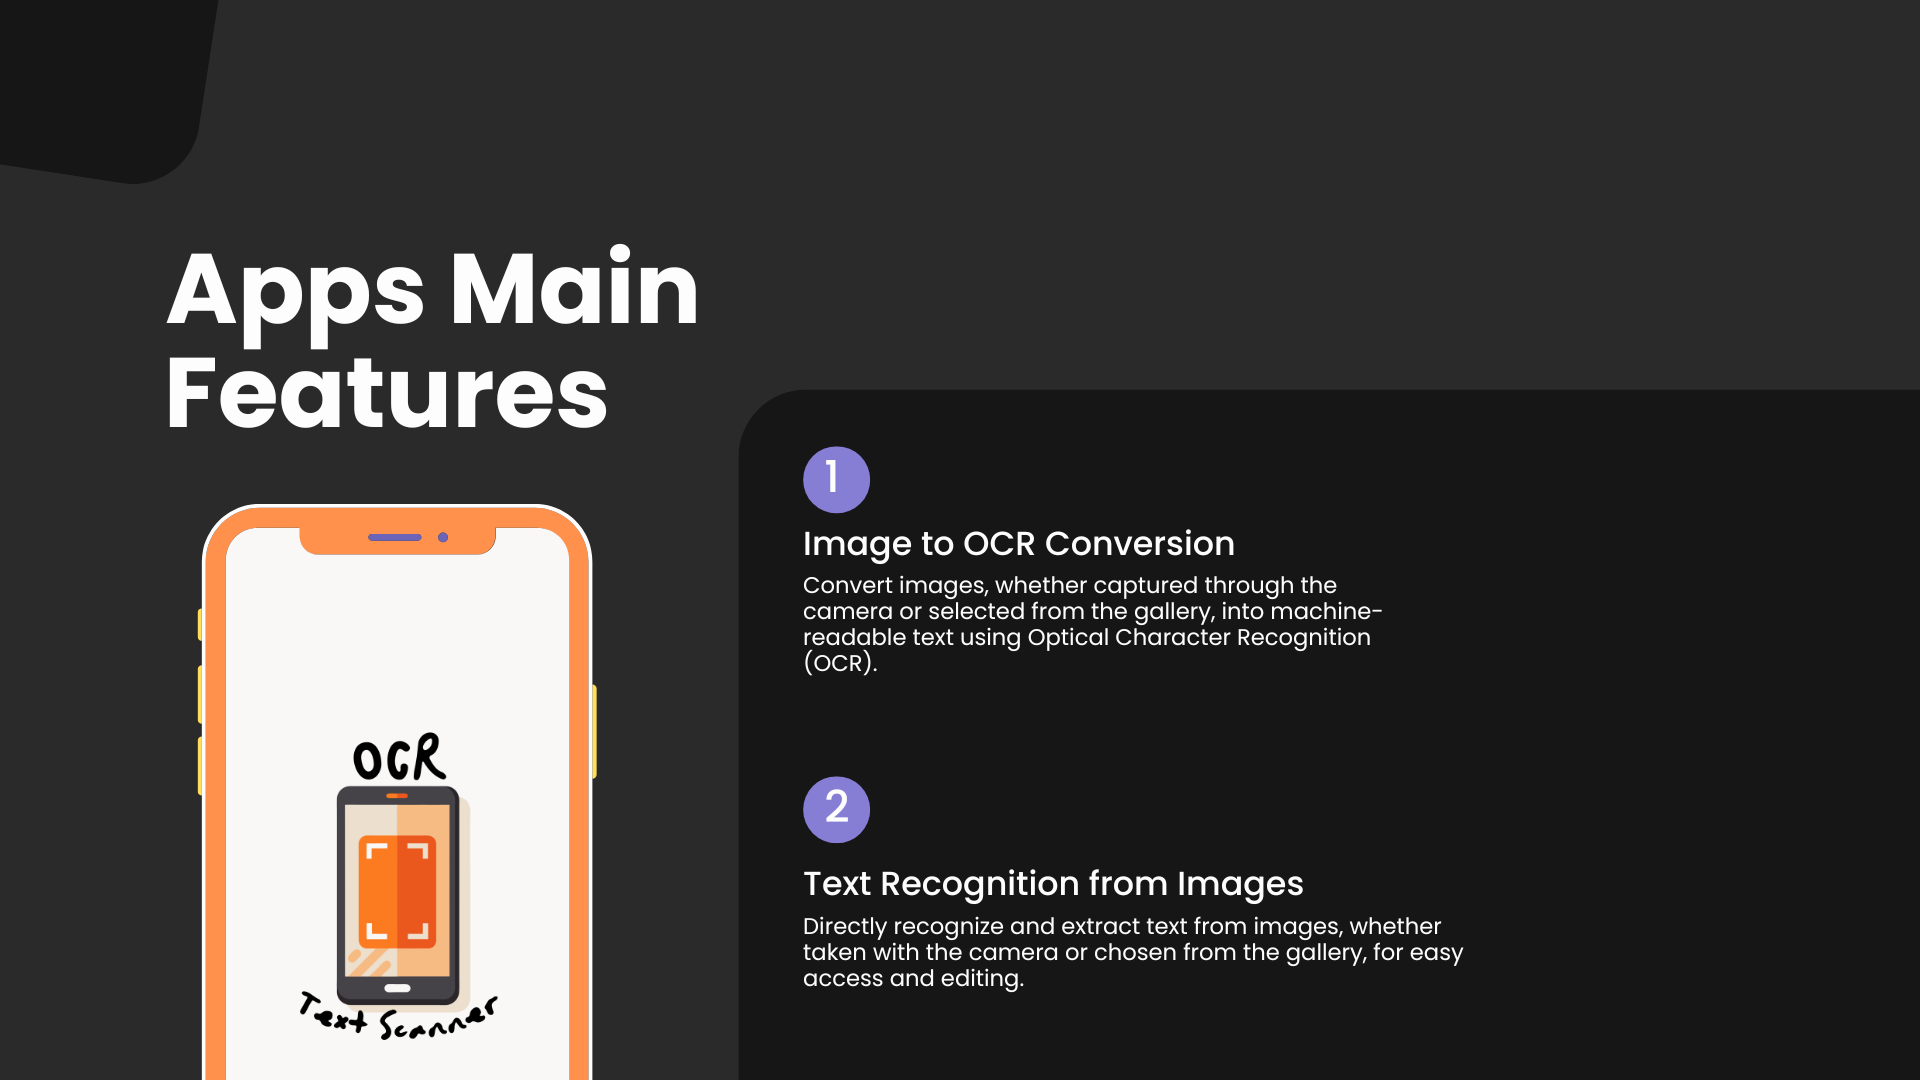 Apps Main
Features
OCR
Text Scanner
1
Image to OCR Conversion
Convert images, whether captured through the
camera or selected from the gallery, into machine-
readable text using Optical Character Recognition
(OCR).
2
Text Recognition from Images
Directly recognize and extract text from images, whether
taken with the camera or chosen from the gallery, for easy
access and editing.